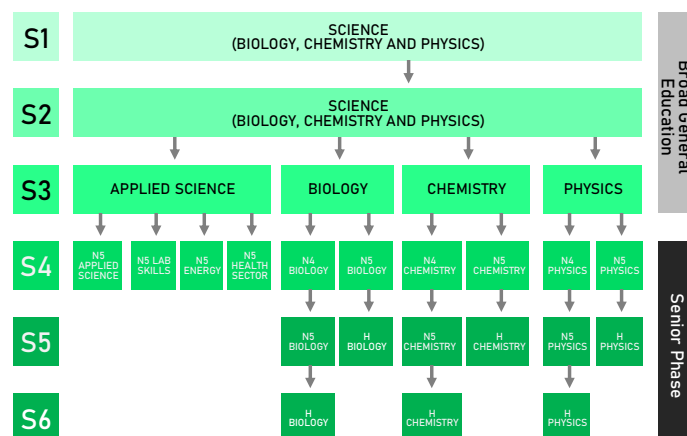 S1
SCIENCE
(BIOLOGY, CHEMISTRY AND PHYSICS)
Broad General
Education
S2
SCIENCE
(BIOLOGY, CHEMISTRY AND PHYSICS)
S3
APPLIED SCIENCE
BIOLOGY
CHEMISTRY
PHYSICS
S4
N5
APPLIED
SCIENCE
N5 LAB
SKILLS
N5
ENERGY
N5
HEALTH
SECTOR
N4
BIOLOGY
N5
BIOLOGY
N4
CHEMISTRY
N5
CHEMISTRY
N4
PHYSICS
N5
PHYSICS
Senior Phase
S5
N5
BIOLOGY
H
BIOLOGY
N5
CHEMISTRY
H
CHEMISTRY
N5
PHYSICS
H
PHYSICS
S6
H
BIOLOGY
H
CHEMISTRY
H
PHYSICS